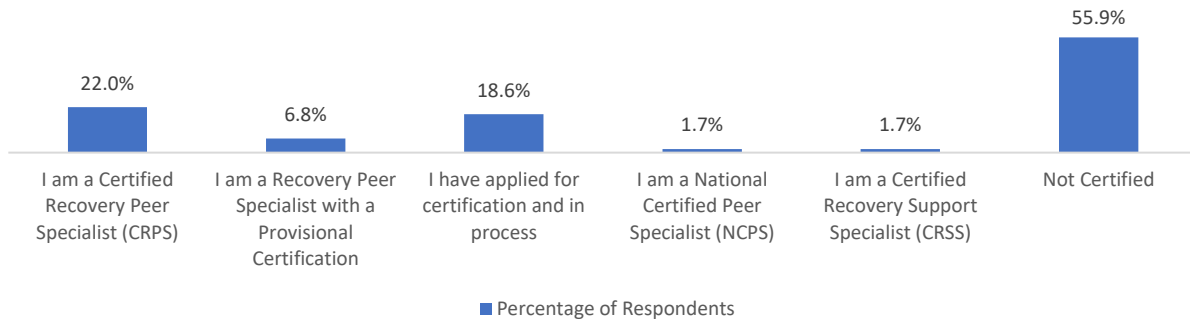 55.9%
22.0%
6.8%
18.6%
1.7%
1.7%
I am a Certified
Recovery Peer
Specialist (CRPS)
I am a Recovery Peer
Specialist with a
Provisional
Certification
I have applied for
certification and in
process
I am a National
Certified Peer
Specialist (NCPS)
I am a Certified
Recovery Support
Specialist (CRSS)
Not Certified
Percentage of Respondents